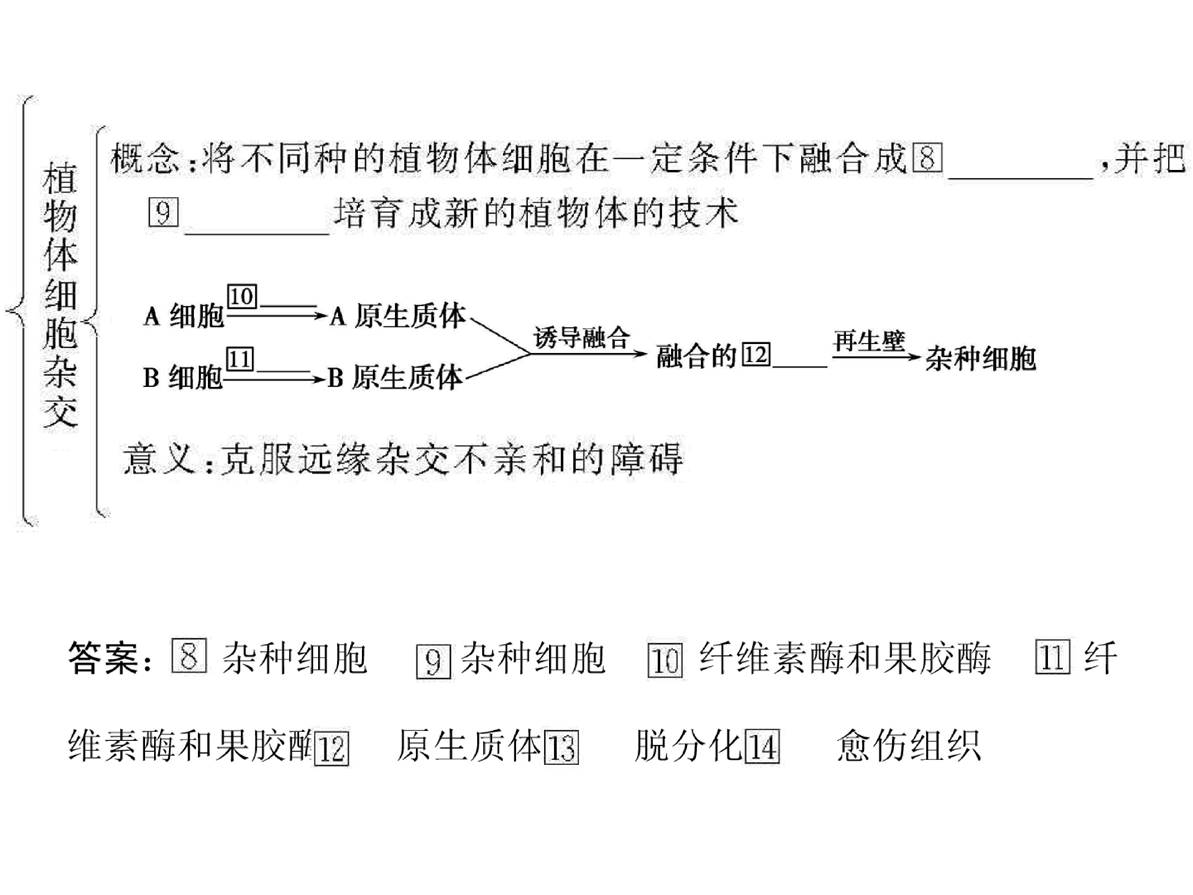 植物体细胞杂交
概念:将不同种的植物体细胞在一定条件下融合成⑧________,并把
⑨________培育成新的植物体的技术
A 细胞 ⑩____ A 原生质体
B 细胞 ⑪____ B 原生质体
诱导融合
融合的⑫____
再生壁
杂种细胞
意义:克服远缘杂交不亲和的障碍
答案:⑧ 杂种细胞 ⑨ 杂种细胞 ⑩ 纤维素酶和果胶酶 ⑪ 纤
维素酶和果胶酶⑫ 原生质体⑬ 脱分化⑭ 愈伤组织